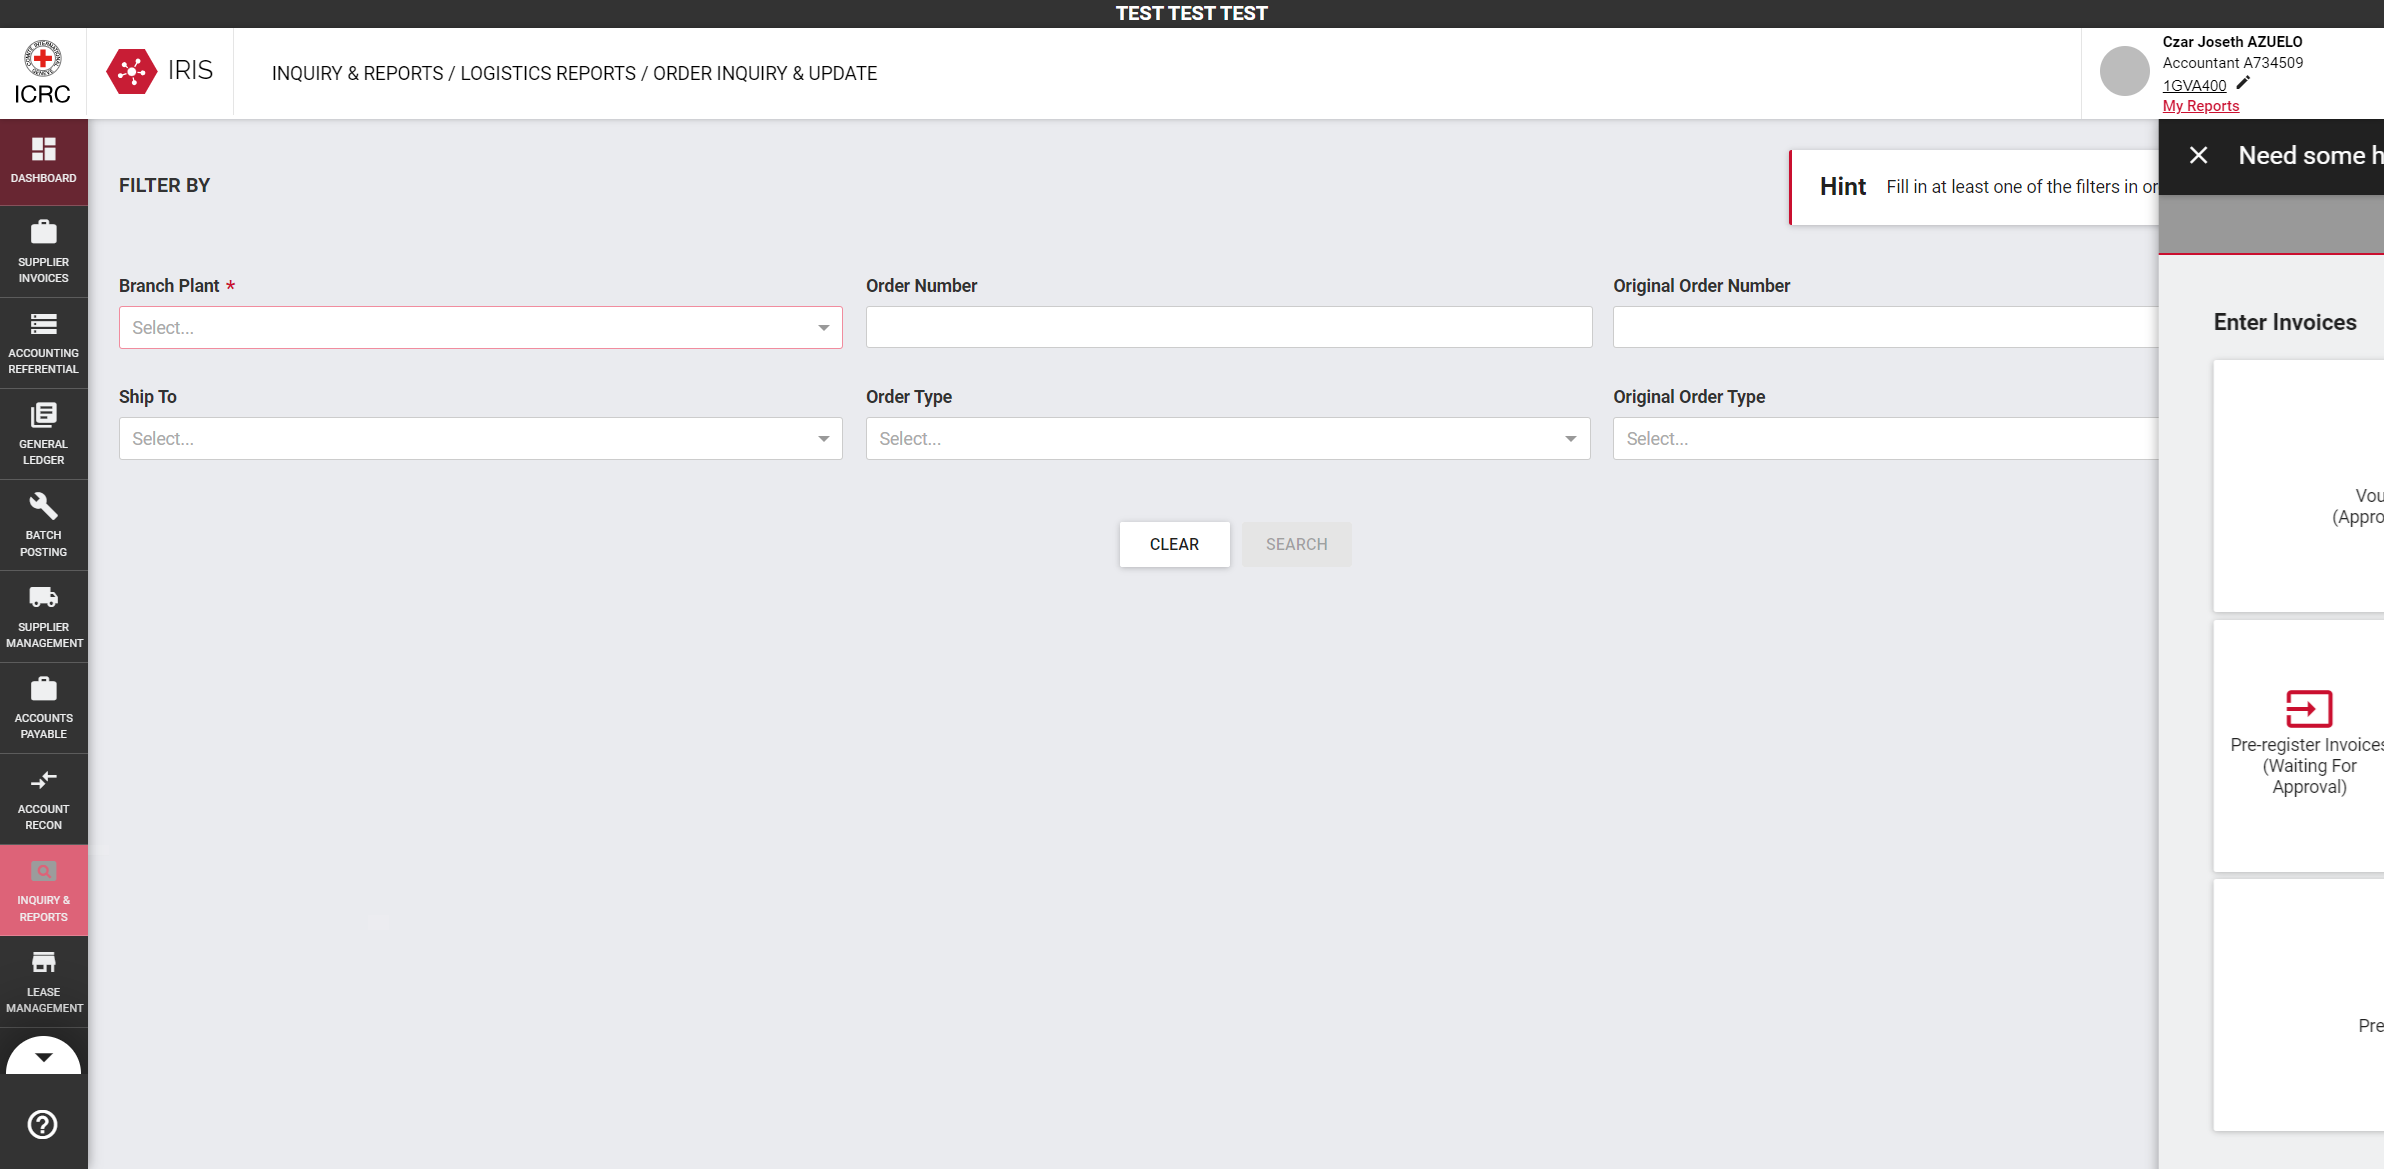 TEST TEST TEST
ICRC
IRIS
INQUIRY & REPORTS / LOGISTICS REPORTS / ORDER INQUIRY & UPDATE
Czar Joseth AZUELO
Accountant A734509
1GVA400
My Reports
DASHBOARD
SUPPLIER
INVOICES
ACCOUNTING
REFERENTIAL
GENERAL
LEDGER
BATCH
POSTING
SUPPLIER
MANAGEMENT
ACCOUNTS
PAYABLE
ACCOUNT
RECON
INQUIRY &
REPORTS
LEASE
MANAGEMENT
FILTER BY
Hint Fill in at least one of the filters in or
Branch Plant *
Select...
Order Number
Original Order Number
Ship To
Select...
Order Type
Select...
Original Order Type
Select...
CLEAR
SEARCH
Need some h
Enter Invoices
Vou
(Appro
Pre-register Invoices
(Waiting For
Approval)
Pre